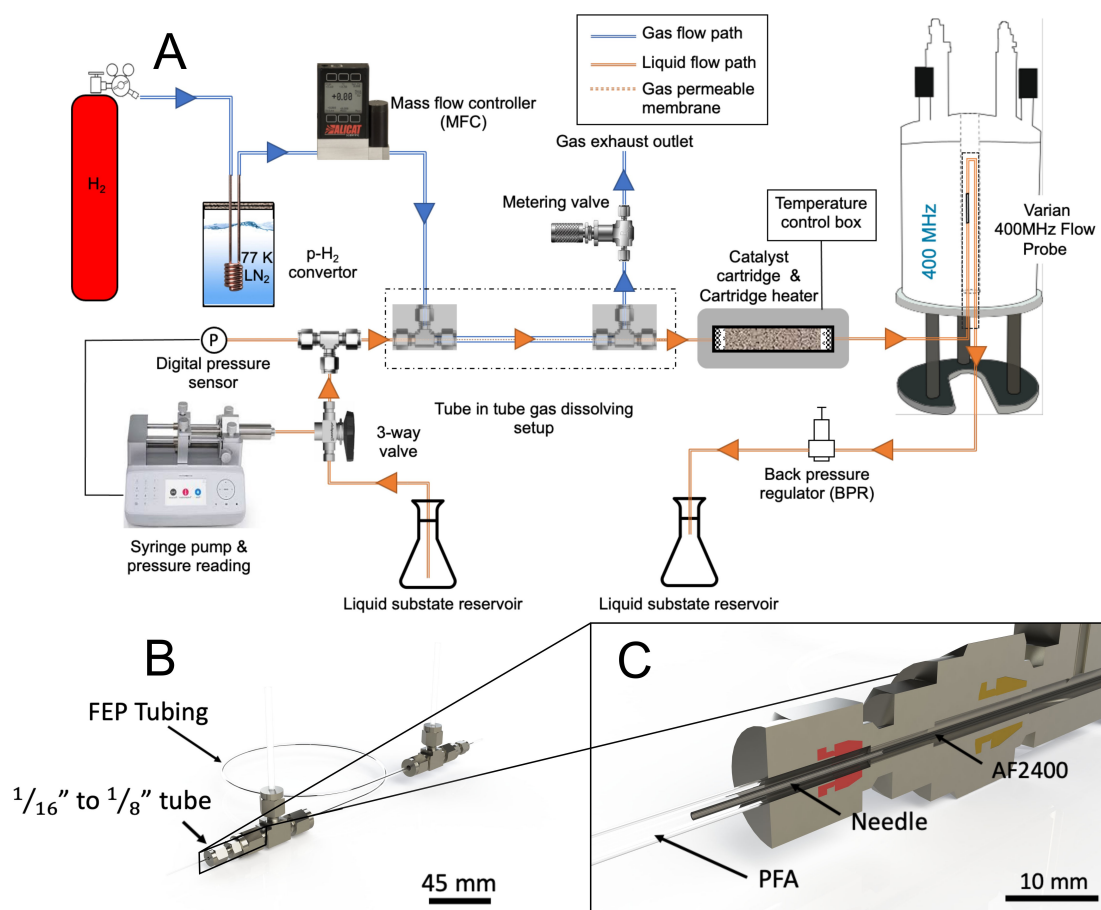 A
Gas flow path
Liquid flow path
Gas permeable
membrane
H2
Mass flow controller
(MFC)
+0.00
ALICAT
Gas exhaust outlet
Metering valve
Temperature
control box
400 MHz
Varian
400MHz Flow
Probe
77 K
LN2
p-H2
convertor
Catalyst
cartridge &
Cartridge heater
P
Digital pressure
sensor
Tube in tube gas dissolving
setup
3-way
valve
Back pressure
regulator (BPR)
Syringe pump &
pressure reading
Liquid substrate reservoir
Liquid substrate reservoir
B
FEP Tubing
1/16” to 1/8” tube
45 mm
C
AF2400
Needle
PFA
10 mm